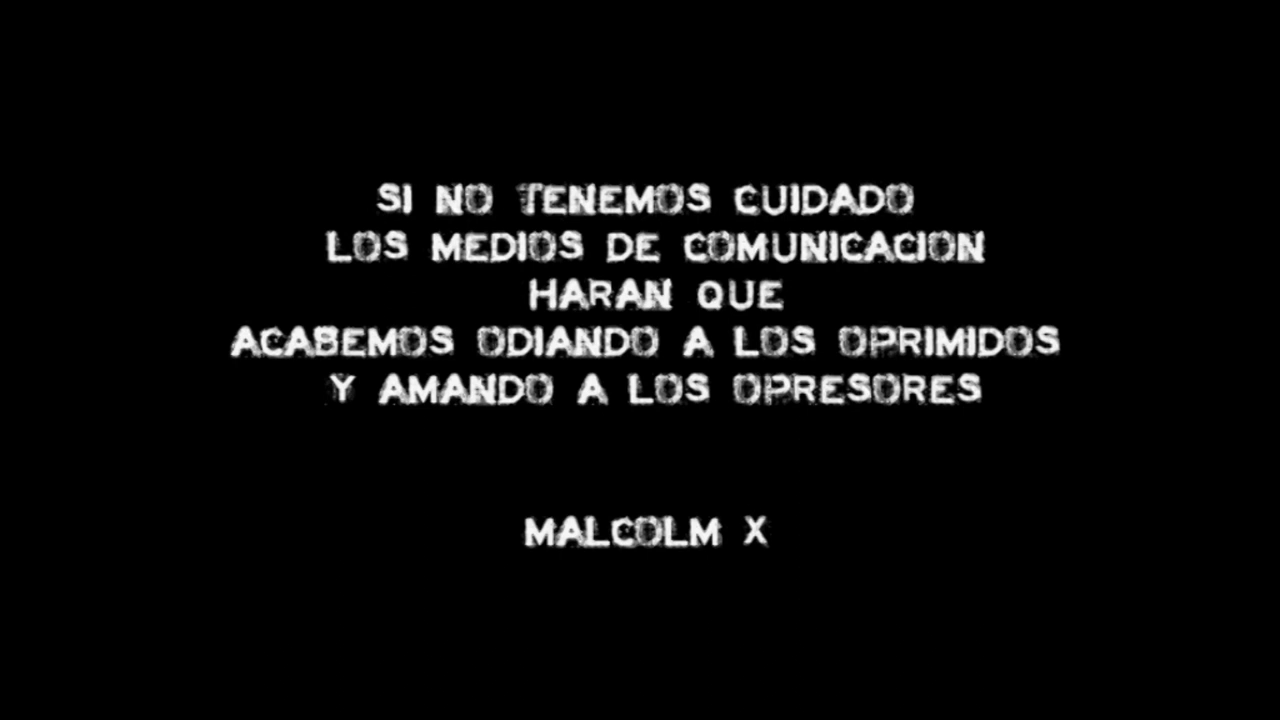 SI NO TENEMOS CUIDADO
LOS MEDIOS DE COMUNICACION
HARAN QUE
ACABEMOS ODIANDO A LOS OPRIMIDOS
Y AMANDO A LOS OPRESORES
MALCOLM X